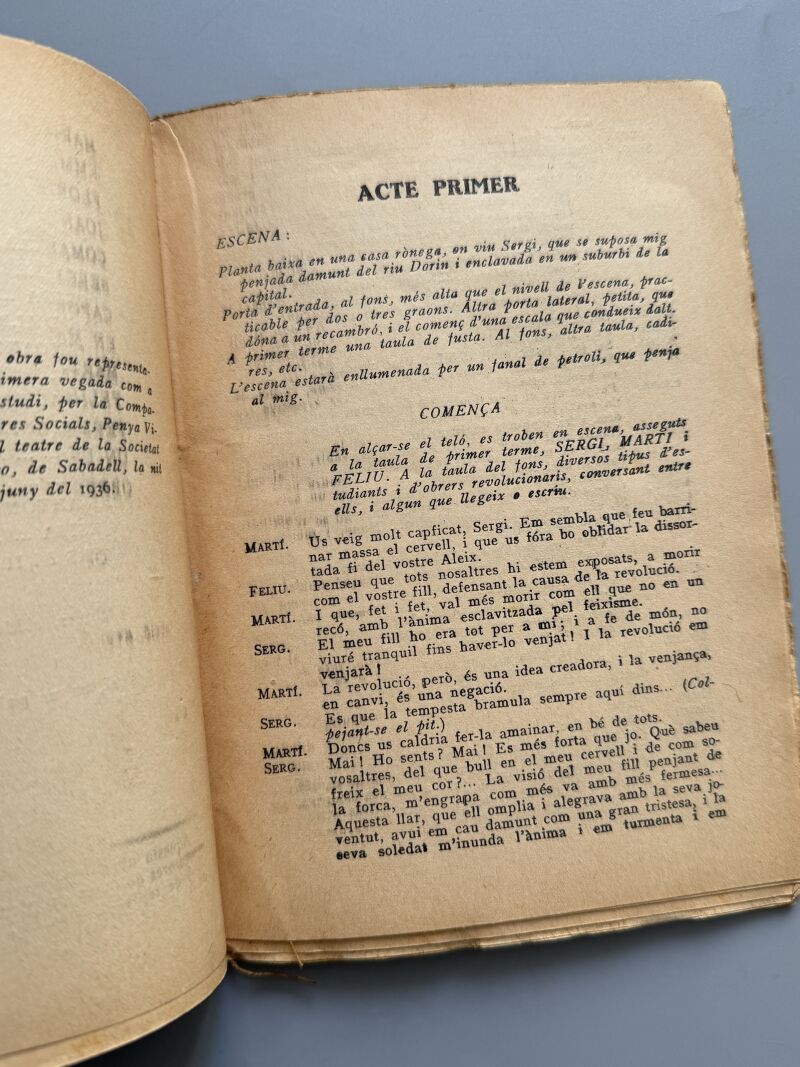 obra fou representa-
imera vegada com a
studi, per la Compa-
res Socials, Penya Vi-
l teatre de la Societat
o, de Sabadell, la nit
juny del 1936.
ACTE PRIMER
ESCENA :
Planta baixa en una casa rònega, on viu Sergi, que se suposa mig
penjada damunt del riu Dorin i enclavada en un suburbi de la
capital.
Porta d'entrada, al fons, més alta que el nivell de l'escena, prac-
ticable per dos o tres graons. Altra porta lateral, petita, que
dóna a un recambró, i el començ d'una escala que condueix dalt.
A primer terme una taula de fusta. Al fons, altra taula, cadi-
res, etc.
L'escena estarà enllumenada per un fanal de petroli, que penja
al mig.
COMENÇA
En alçar-se el teló, es troben en escena, asseguts
a la taula de primer terme, SERGI, MARTI i
FELIU. A la taula del fons, diversos tipus d'es-
tudiants i d'obrers revolucionaris, conversant entre
ells, i algun que llegeix o escriu.
MARTÍ. Us veig molt capficat, Sergi. Em sembla que feu barri-
nar massa el cervell, i que us fóra bo oblidar la dissor-
tada fi del vostre Aleix.
FELIU. Penseu que tots nosaltres hi estem exposats, a morir
com el vostre fill, defensant la causa de la revolució.
MARTÍ. I que, fet i fet, val més morir com ell que no en un
recó, amb l'ànima esclavitzada pel feixisme.
SERG. El meu fill ho era tot per a mi; i a fe de món, no
viuré tranquil fins haver-lo venjat! I la revolució em
venjarà!
MARTÍ. La revolució, però, és una idea creadora, i la venjança,
en canvi, és una negació.
SERG. Es que la tempesta bramula sempre aquí dins... (Col-
pejant-se el pit.)
MARTÍ. Doncs us caldria fer-la amainar, en bé de tots.
SERG. Mai! Ho sents? Mai! Es més forta que jo. Què sabeu
vosaltres, del que bull en el meu cervell i de com so-
freix el meu cor?... La visió del meu fill penjant de
la forca, m'engrapa com més va amb més fermesa...
Aquesta llar, que ell omplia i alegrava amb la seva jo-
ventut, avui em cau damunt com una gran tristesa, i la
seva soledat m'inunda l'ànima i em turmenta i em